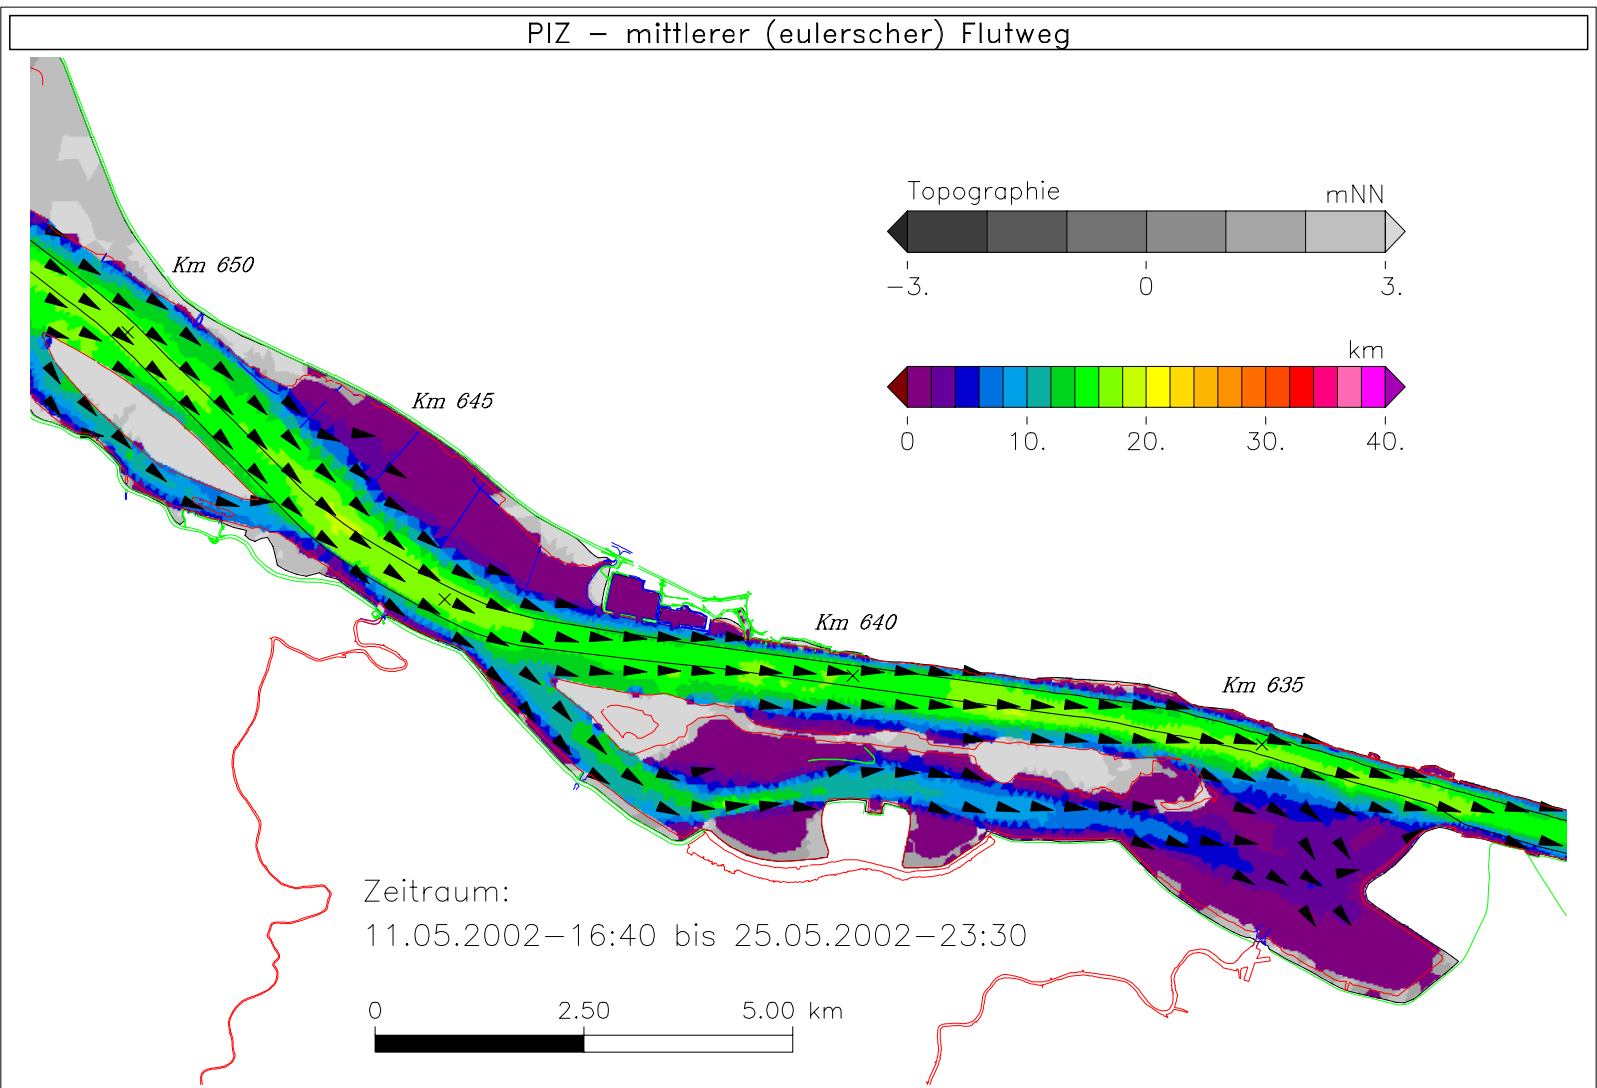 PIZ – mittlerer (eulerscher) Flutweg
Topographie mNN
-3. 0 3.
km
0 10. 20. 30. 40.
Km 650
Km 645
Km 640
Km 635
Zeitraum:
11.05.2002-16:40 bis 25.05.2002-23:30
0 2.50 5.00 km